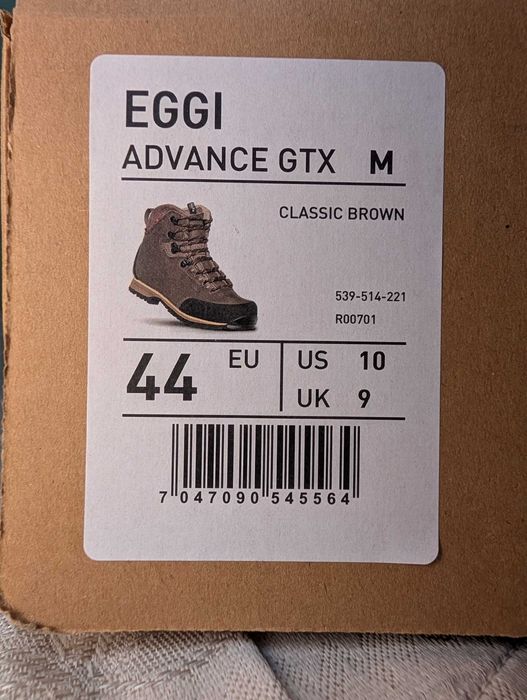 EGGI
ADVANCE GTX M
CLASSIC BROWN
539-514-221
R00701
44 EU US 10
UK 9
7 047090 545564